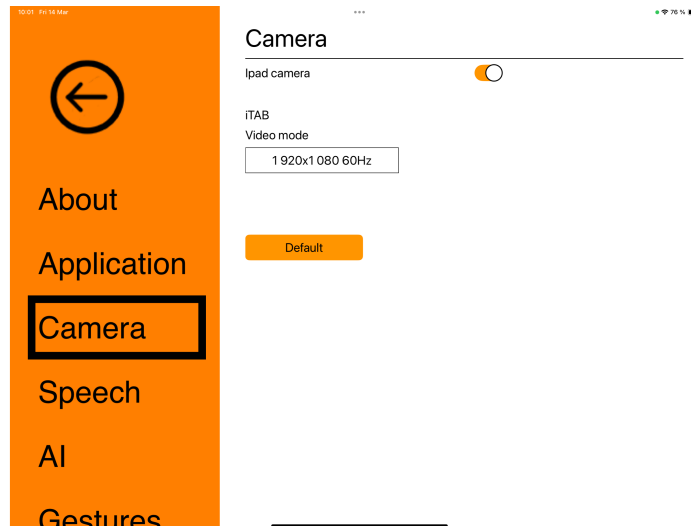 10:01 Fri 14 Mar
76 %
About
Application
Camera
Speech
AI
Gestures
Camera
Ipad camera
iTAB
Video mode
1 920x1 080 60Hz
Default